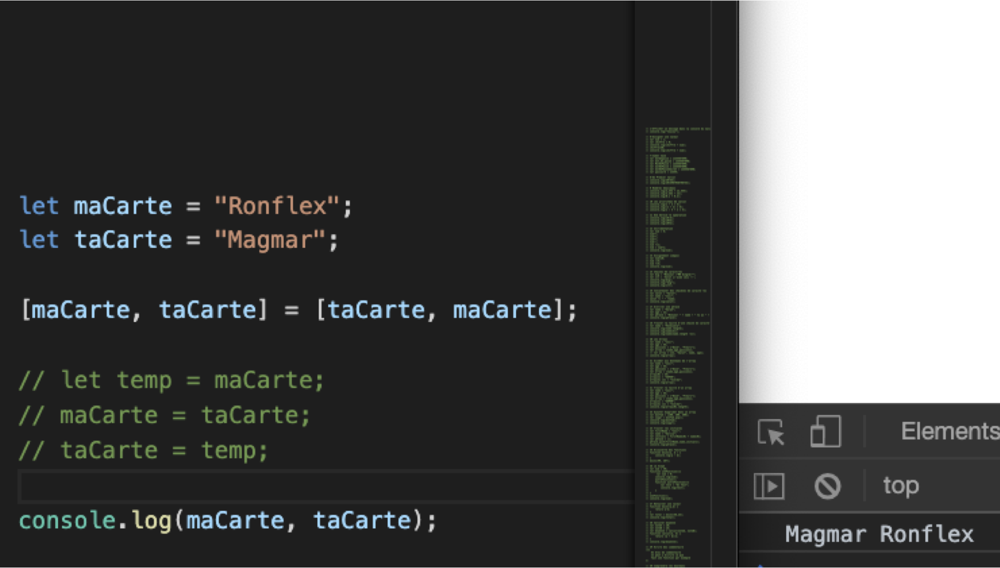 let maCarte = "Ronflex";
let taCarte = "Magmar";
[maCarte, taCarte] = [taCarte, maCarte];
// let temp = maCarte;
// maCarte = taCarte;
// taCarte = temp;
console.log(maCarte, taCarte);
Elements
top
Magmar Ronflex